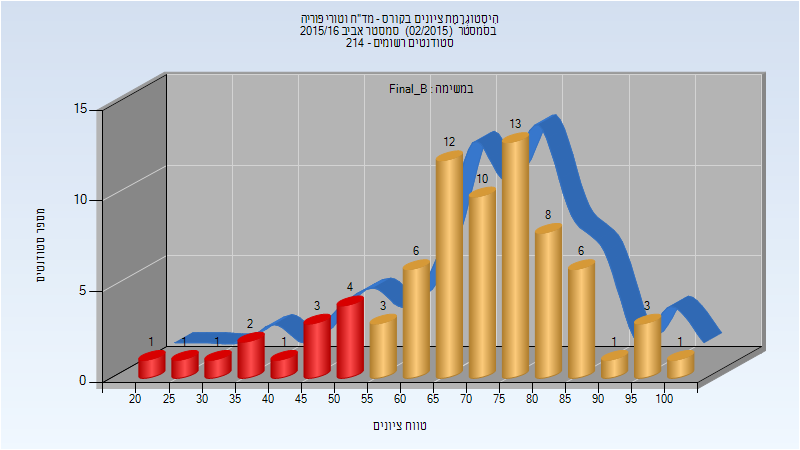 היסטוגרמת ציונים בקורס - מד"ח וטורי פוריה
בסמסטר (02/2015) סמסטר אביב 2015/16
סטודנטים רשומים - 214
במשימה : Final_B
מספר סטודנטים
15
10
5
0
1 1 1 2 1 3 4 3 6 12 10 13 8 6 1 3 1
20 25 30 35 40 45 50 55 60 65 70 75 80 85 90 95 100
טווח ציונים